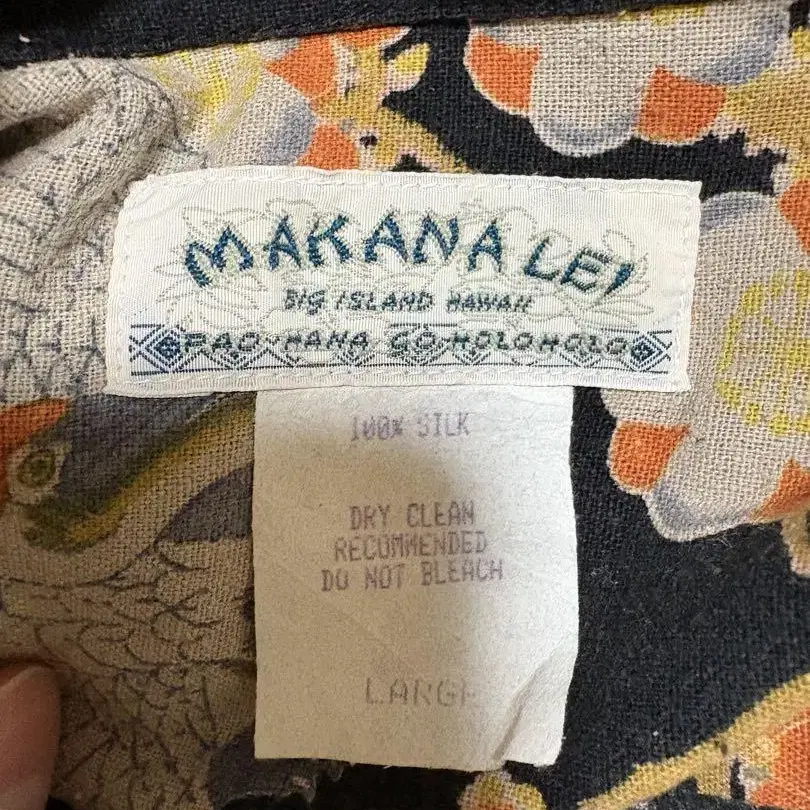 MAKANA LEI
BIG ISLAND HAWAII
PAO-HANA GO HOLOHOLO
100% SILK
DRY CLEAN
RECOMMENDED
DO NOT BLEACH
LARGE